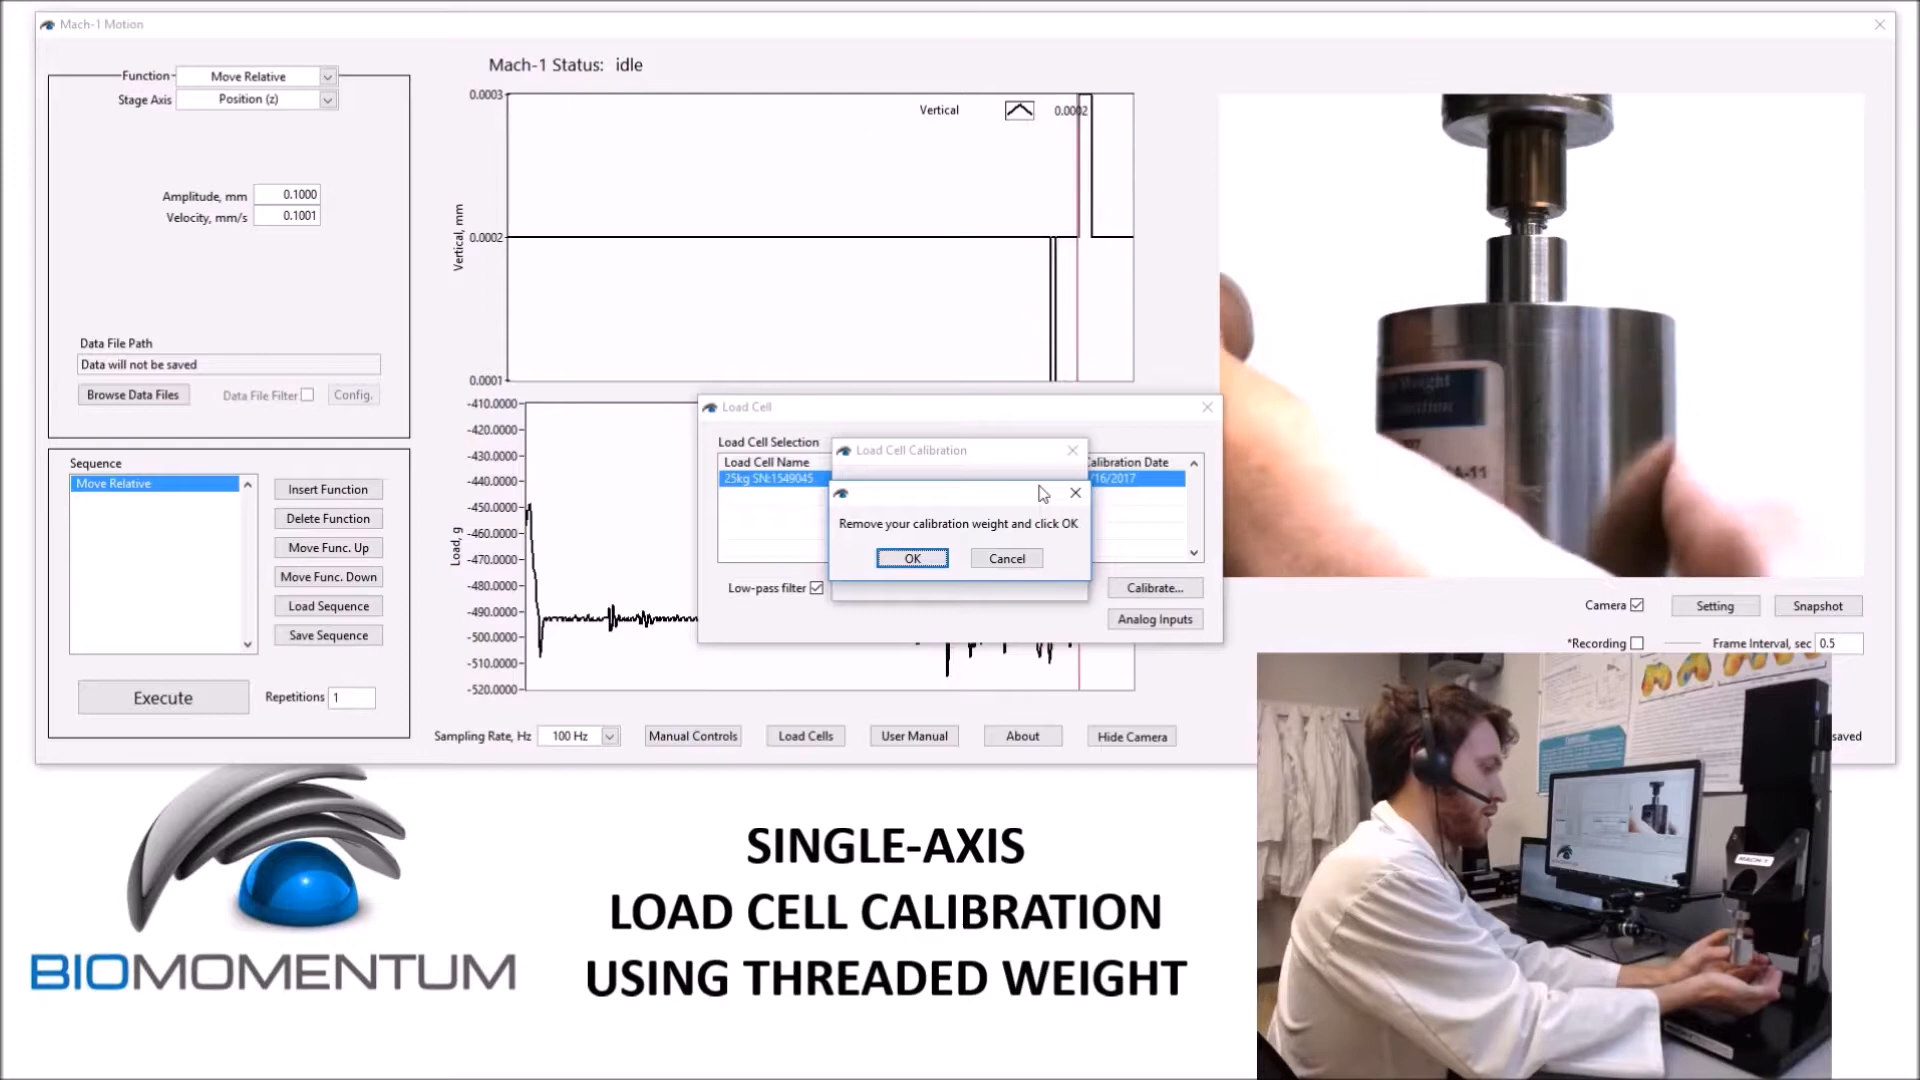 Mach-1 Motion
Function
Move Relative
Stage Axis
Position (z)
Amplitude, mm
0.1000
Velocity, mm/s
0.1001
Data File Path
Data will not be saved
Browse Data Files
Data File Filter
Config.
Sequence
Move Relative
Insert Function
Delete Function
Move Func. Up
Move Func. Down
Load Sequence
Save Sequence
Execute
Repetitions
1
Mach-1 Status: idle
Vertical
0.0002
0.0003
0.0002
0.0001
Vertical, mm
-410.0000
-420.0000
-430.0000
-440.0000
-450.0000
-460.0000
-470.0000
-480.0000
-490.0000
-500.0000
-510.0000
-520.0000
Load, g
Load Cell
Load Cell Selection
Load Cell Name
Calibration Date
25kg SN:1549045
/16/2017
Load Cell Calibration
Remove your calibration weight and click OK
OK
Cancel
Low-pass filter
Calibrate...
Analog Inputs
Sampling Rate, Hz
100 Hz
Manual Controls
Load Cells
User Manual
About
Hide Camera
Weight
A-11
Camera
Setting
Snapshot
*Recording
Frame Interval, sec
0.5
saved
MACH-1
BIOMOMENTUM
SINGLE-AXIS
LOAD CELL CALIBRATION
USING THREADED WEIGHT